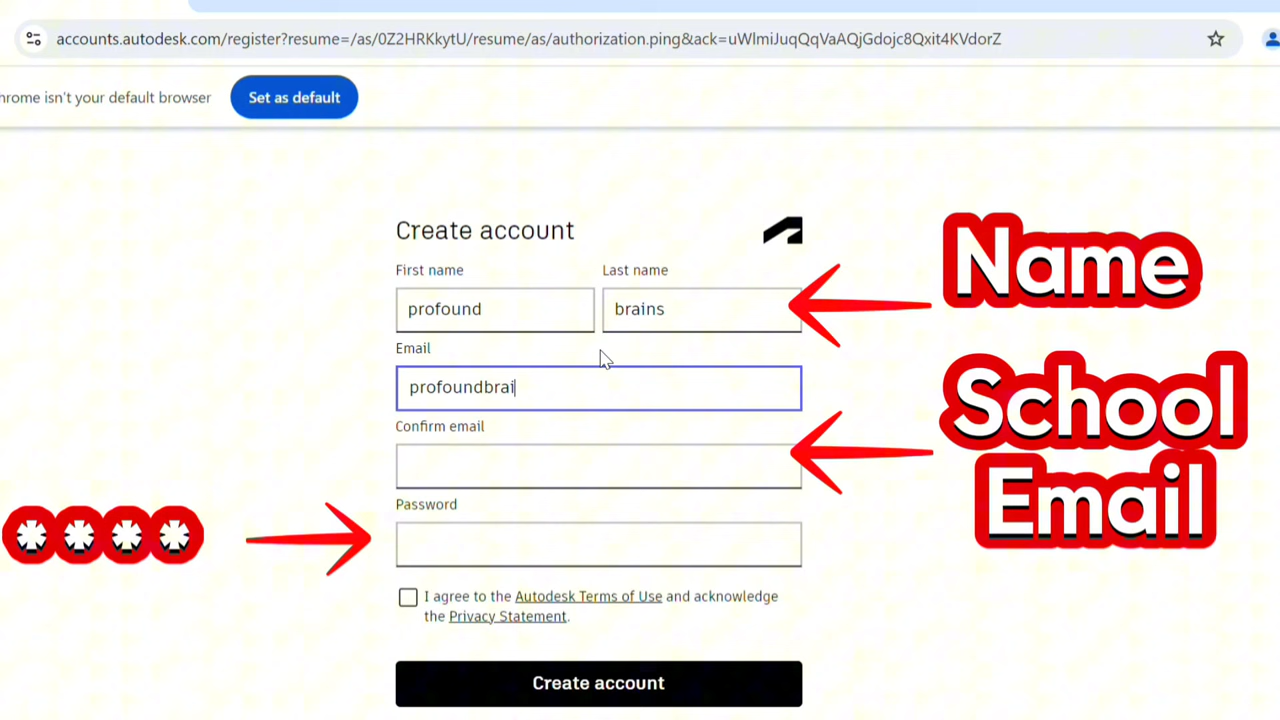 accounts.autodesk.com/register?resume=/as/0Z2HRKkytU/resume/as/authorization.ping&ack=uWlmiJuqQqVaAQjGdojc8Qxit4KVdorZ
hrome isn't your default browser
Set as default
Create account
First name
Last name
profound
brains
Name
Email
profoundbrai
School
Email
Confirm email
Password
****
I agree to the Autodesk Terms of Use and acknowledge
the Privacy Statement.
Create account